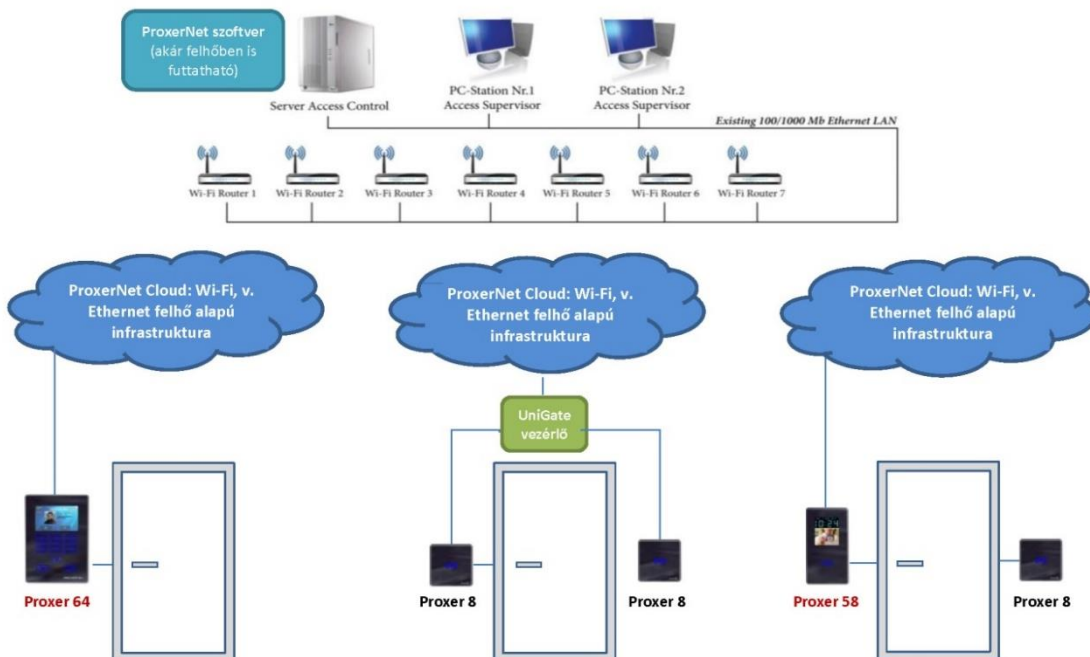 ProxerNet szoftver
(akár felhőben is
futtatható)
Server Access Control
PC-Station Nr.1
Access Supervisor
PC-Station Nr.2
Access Supervisor
Existing 100/1000 Mb Ethernet LAN
Wi-Fi Router 1
Wi-Fi Router 2
Wi-Fi Router 3
Wi-Fi Router 4
Wi-Fi Router 5
Wi-Fi Router 6
Wi-Fi Router 7
ProxerNet Cloud: Wi-Fi, v.
Ethernet felhő alapú
infrastruktura
ProxerNet Cloud: Wi-Fi, v.
Ethernet felhő alapú
infrastruktura
ProxerNet Cloud: Wi-Fi, v.
Ethernet felhő alapú
infrastruktura
UniGate
vezérlő
10:24
Proxer 64
Proxer 8
Proxer 8
Proxer 58
Proxer 8